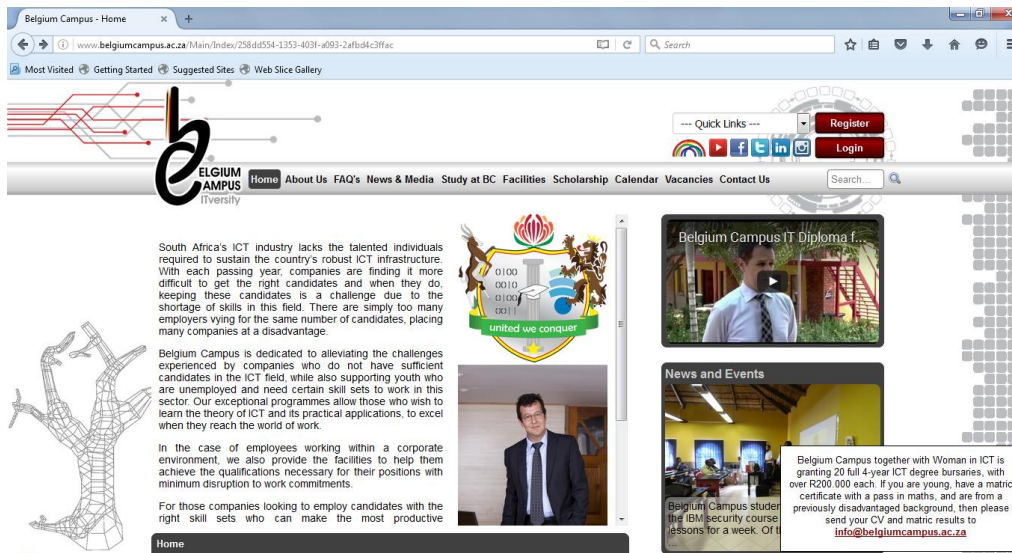 Belgium Campus - Home
www.belgiumcampus.ac.za/Main/Index/258dd554-1353-403f-a093-2afbd4c3ffac
Search
Most Visited Getting Started Suggested Sites Web Slice Gallery
--- Quick Links ---
Register
Login
ELGIUM
AMPUS
ITversity
Home About Us FAQ's News & Media Study at BC Facilities Scholarship Calendar Vacancies Contact Us
Search...
South Africa's ICT industry lacks the talented individuals
required to sustain the country's robust ICT infrastructure.
With each passing year, companies are finding it more
difficult to get the right candidates and when they do,
keeping these candidates is a challenge due to the
shortage of skills in this field. There are simply too many
employers vying for the same number of candidates, placing
many companies at a disadvantage.
Belgium Campus is dedicated to alleviating the challenges
experienced by companies who do not have sufficient
candidates in the ICT field, while also supporting youth who
are unemployed and need certain skill sets to work in this
sector. Our exceptional programmes allow those who wish to
learn the theory of ICT and its practical applications, to excel
when they reach the world of work.
In the case of employees working within a corporate
environment, we also provide the facilities to help them
achieve the qualifications necessary for their positions with
minimum disruption to work commitments.
For those companies looking to employ candidates with the
right skill sets who can make the most productive
Home
united we conquer
Belgium Campus IT Diploma f...
News and Events
Belgium Campus studen
the IBM security course
lessons for a week. Of t
Belgium Campus together with Woman in ICT is
granting 20 full 4-year ICT degree bursaries, with
over R200.000 each. If you are young, have a matric
certificate with a pass in maths, and are from a
previously disadvantaged background, then please
send your CV and matric results to
info@belgiumcampus.ac.za